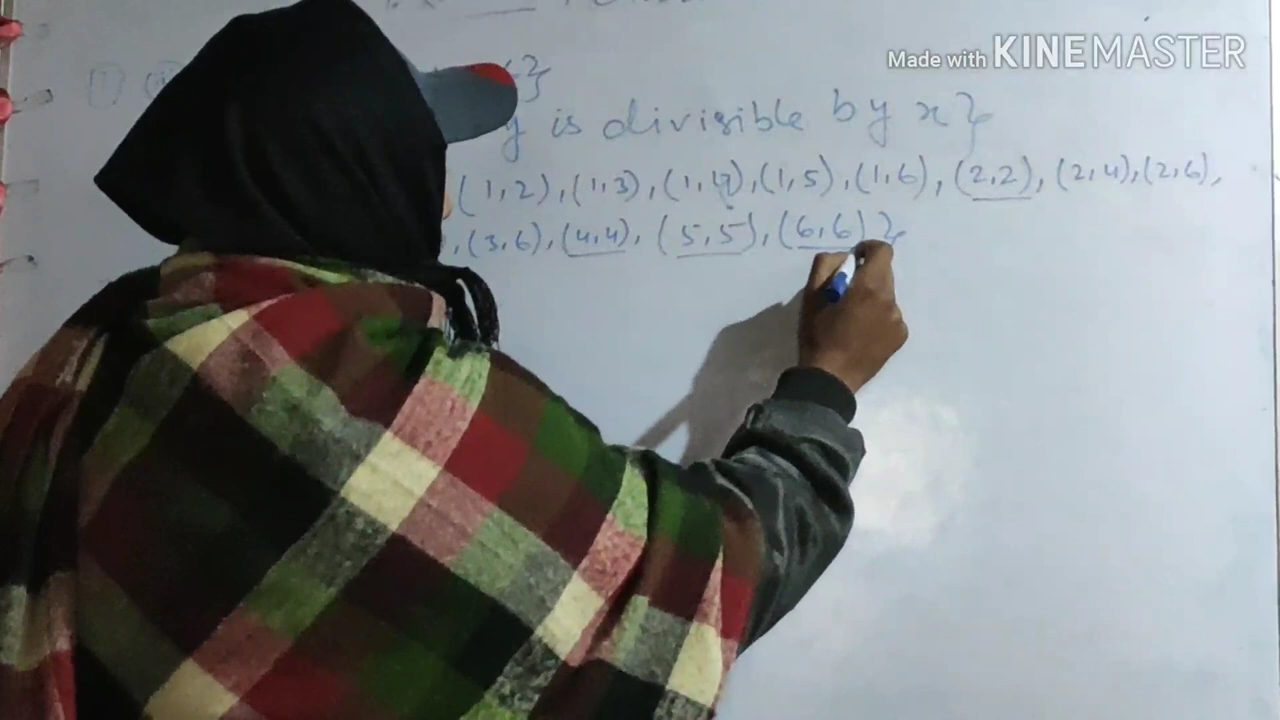 Made with KINEMASTER
6}
y is divisible by x}
(1,2), (1,3), (1,4), (1,5), (1,6), (2,2), (2,4), (2,6),
, (3,6), (4,4), (5,5), (6,6)}